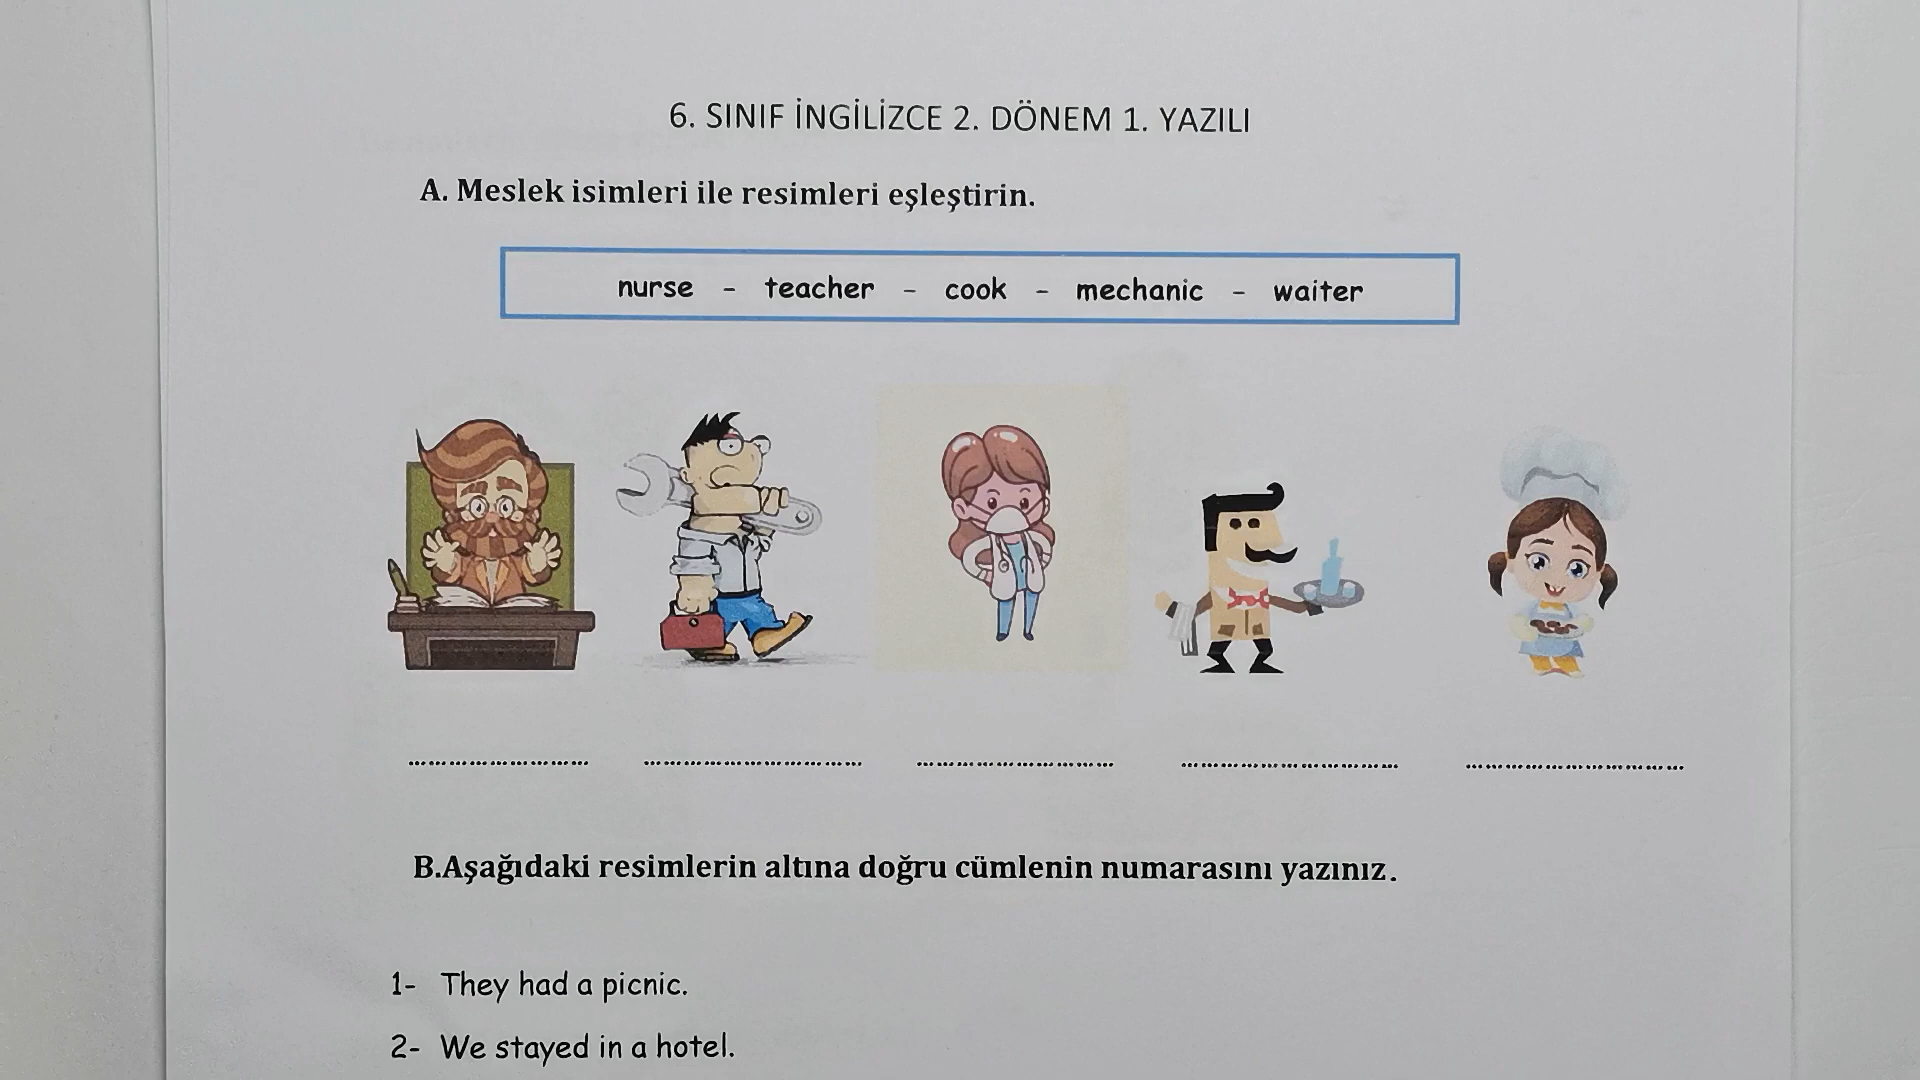 6. SINIF İNGİLİZCE 2. DÖNEM 1. YAZILI
A. Meslek isimleri ile resimleri eşleştirin.
nurse - teacher - cook - mechanic - waiter
B.Aşağıdaki resimlerin altına doğru cümlenin numarasını yazınız.
1- They had a picnic.
2- We stayed in a hotel.